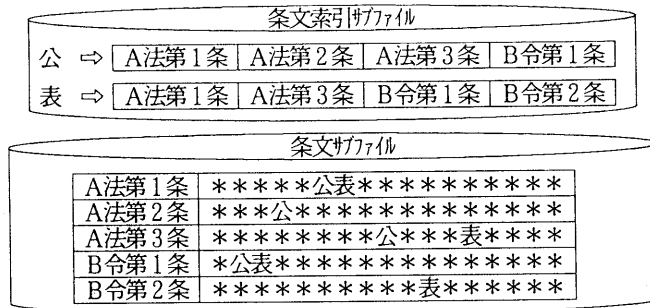 条文索引ｻﾌﾞﾌｧｲﾙ
公 ⇨ A法第1条 A法第2条 A法第3条 B令第1条
表 ⇨ A法第1条 A法第3条 B令第1条 B令第2条
条文ｻﾌﾞﾌｧｲﾙ
A法第1条 *****公表**********
A法第2条 ***公*************
A法第3条 ********公***表****
B令第1条 *公表**************
B令第2条 **********表******